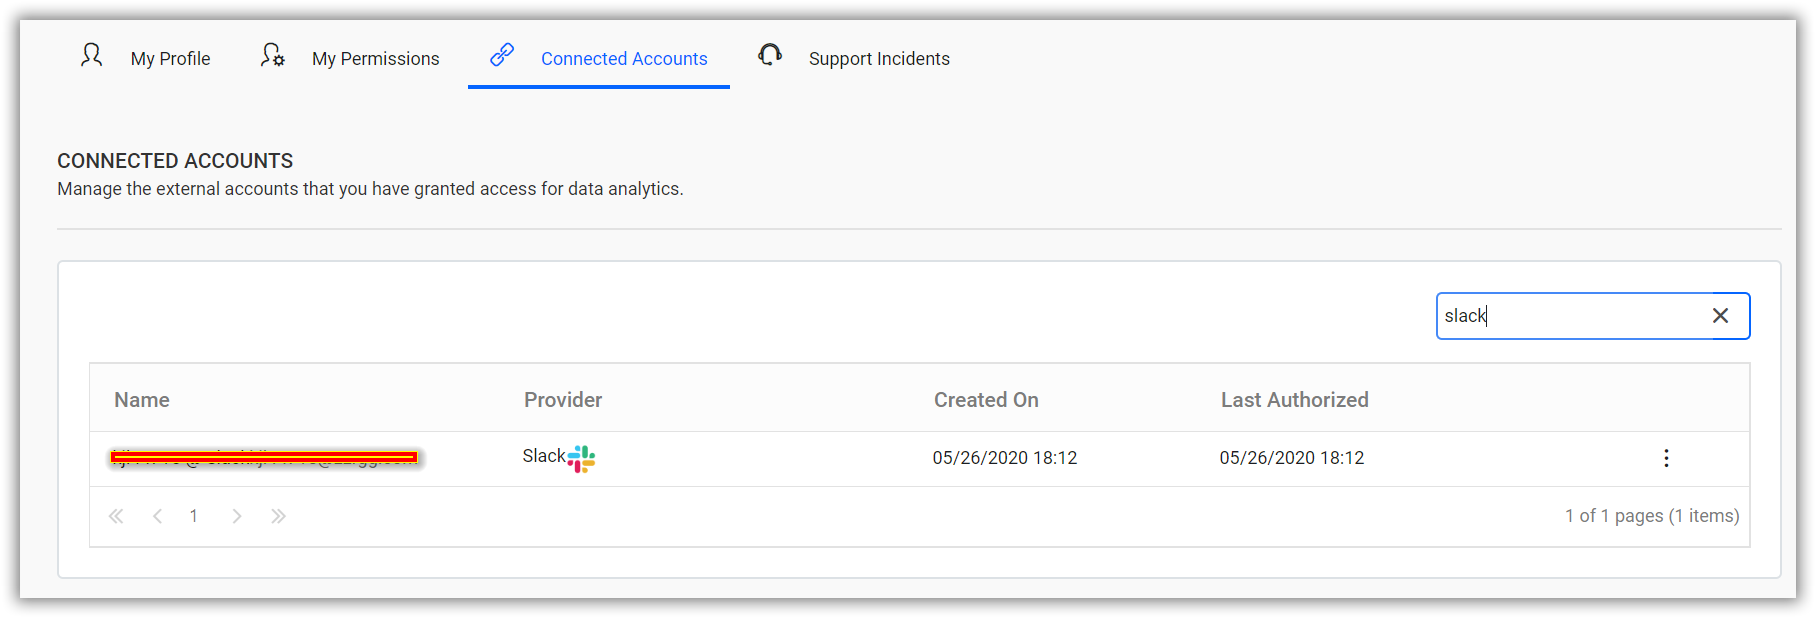 My Profile
My Permissions
Connected Accounts
Support Incidents
CONNECTED ACCOUNTS
Manage the external accounts that you have granted access for data analytics.
slack
Name Provider Created On Last Authorized
Slack 05/26/2020 18:12 05/26/2020 18:12
1
1 of 1 pages (1 items)